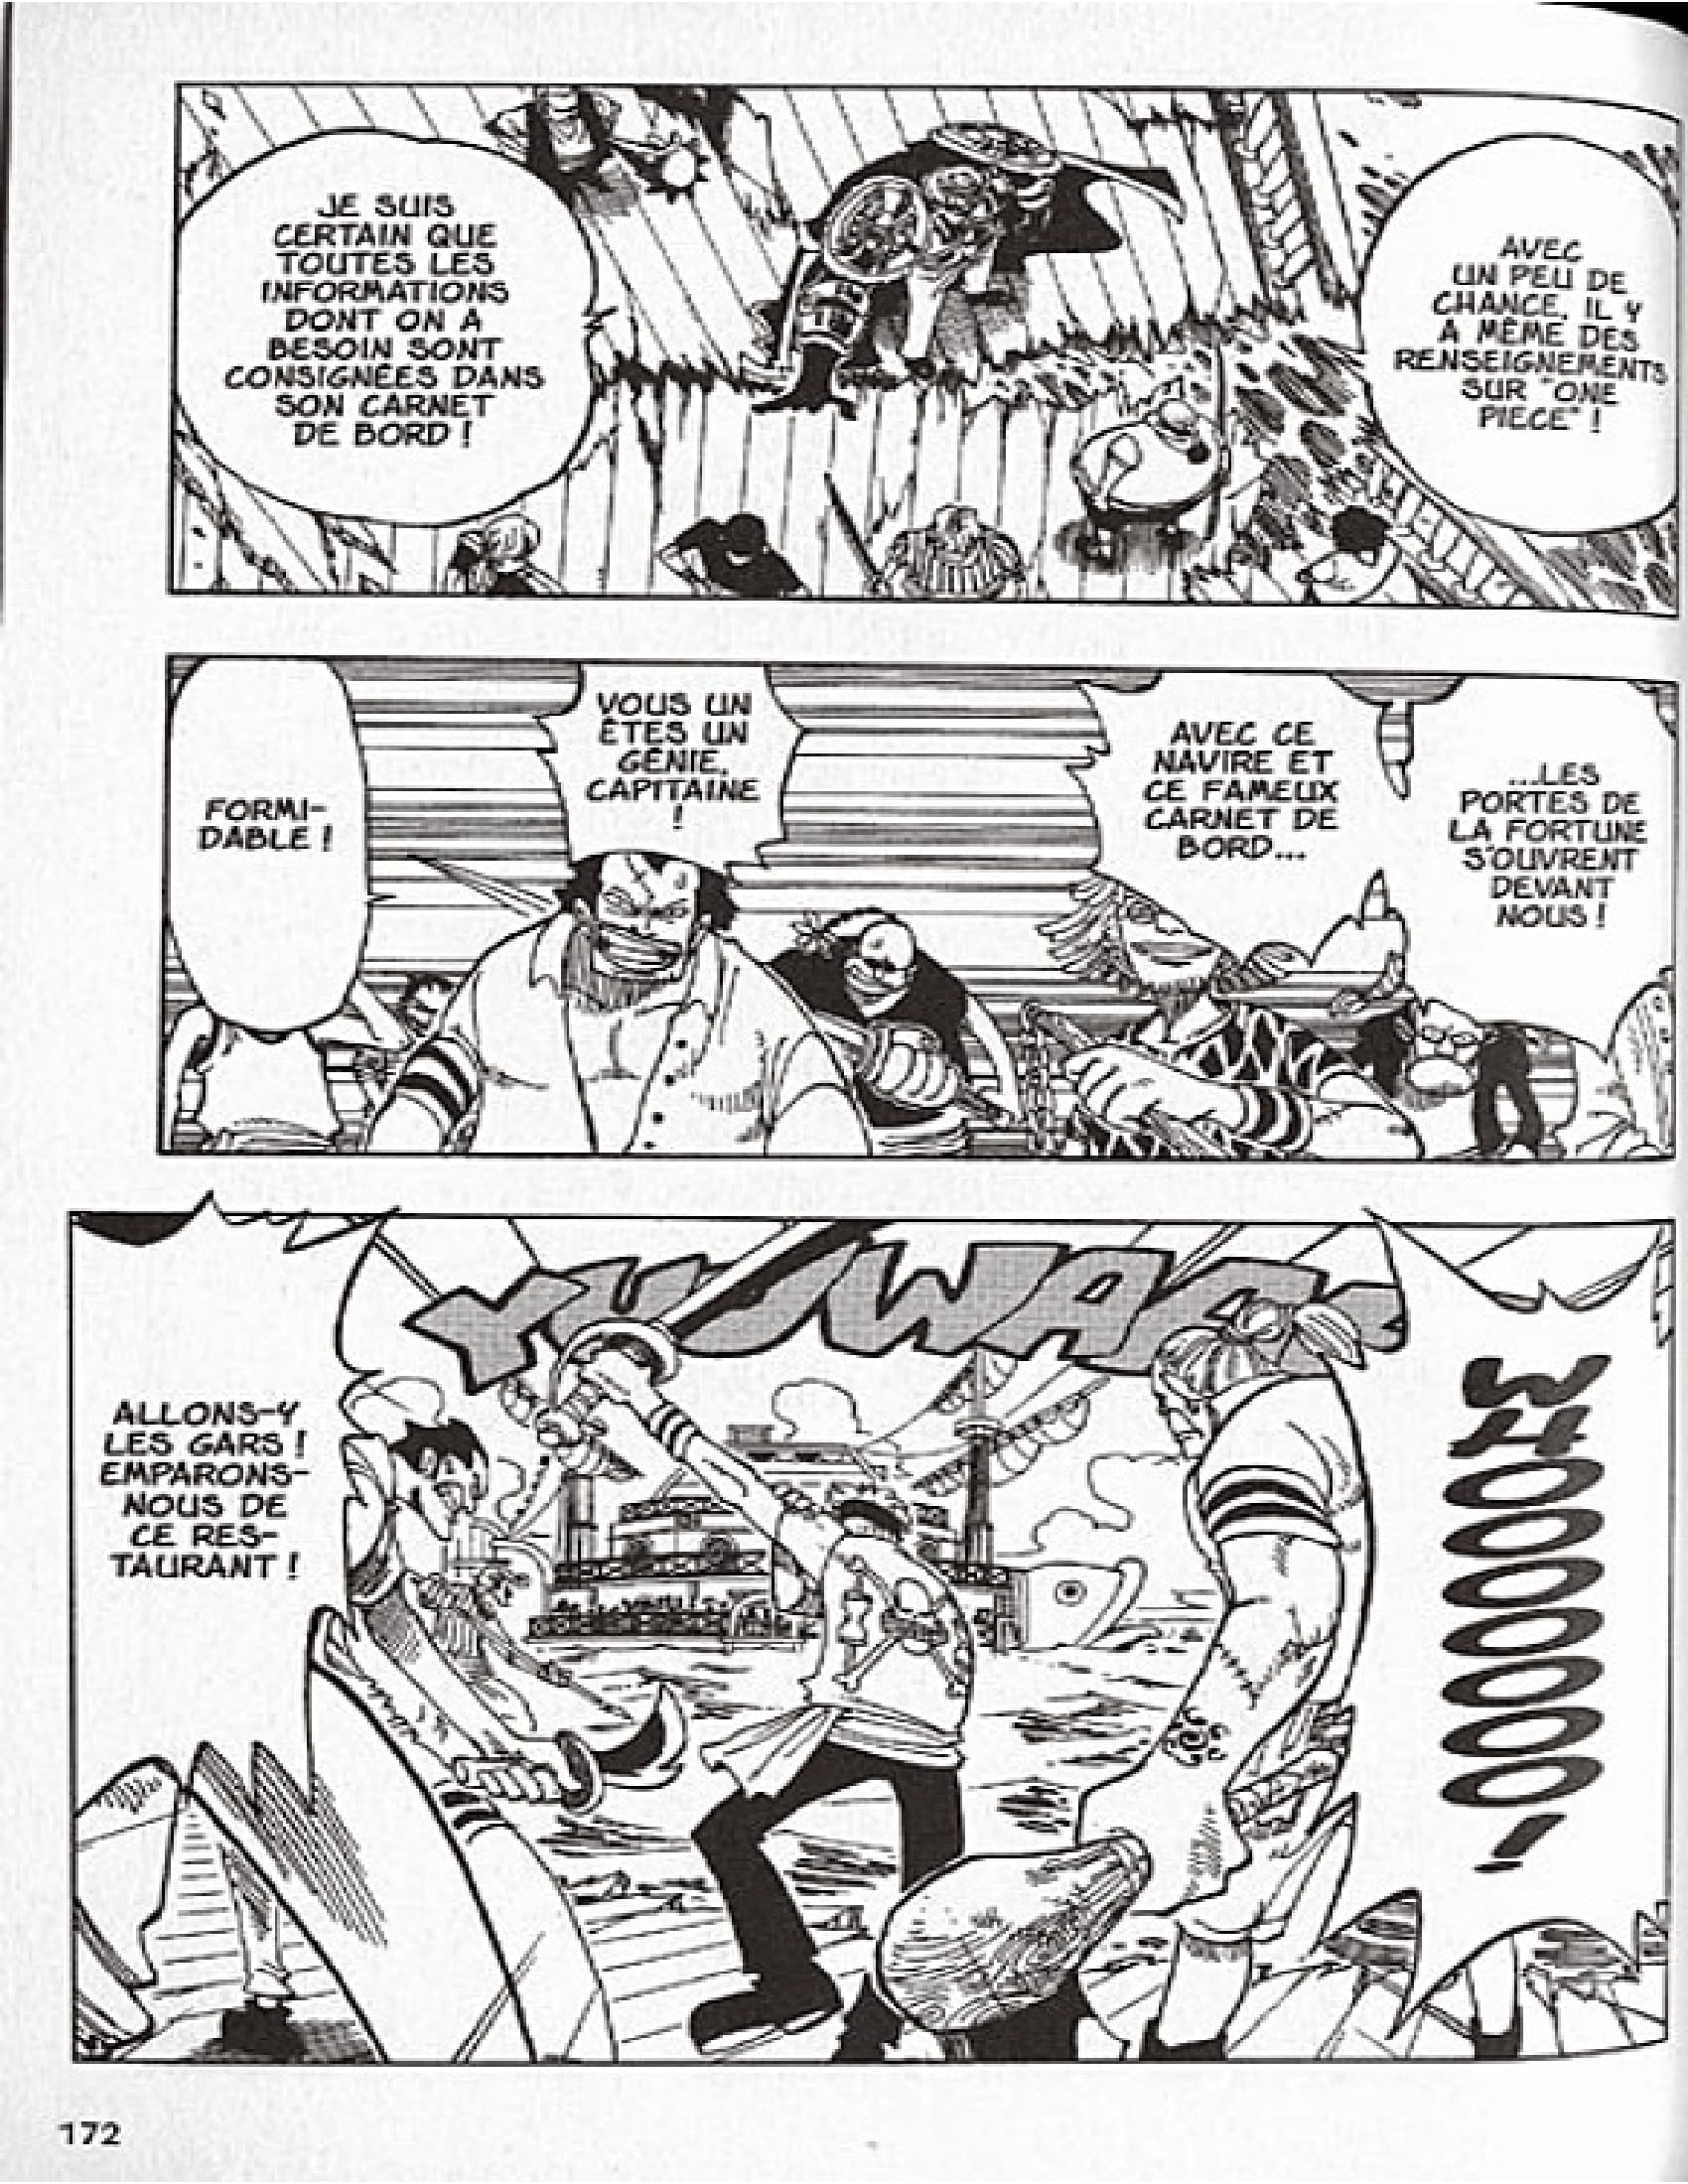 JE SUIS
CERTAIN QUE
TOUTES LES
INFORMATIONS
DONT ON A
BESOIN SONT
CONSIGNÉES DANS
SON CARNET
DE BORD !
AVEC
UN PEU DE
CHANCE, IL Y
A MÊME DES
RENSEIGNEMENTS
SUR "ONE
PIECE" !
FORMI-
DABLE !
VOUS UN
ÊTES UN
GÉNIE,
CAPITAINE
!
AVEC CE
NAVIRE ET
CE FAMEUX
CARNET DE
BORD...
...LES
PORTES DE
LA FORTUNE
S'OUVRENT
DEVANT
NOUS !
ALLONS-Y
LES GARS !
EMPARONS-
NOUS DE
CE RES-
TAURANT !
WHOOOOOOO!
172